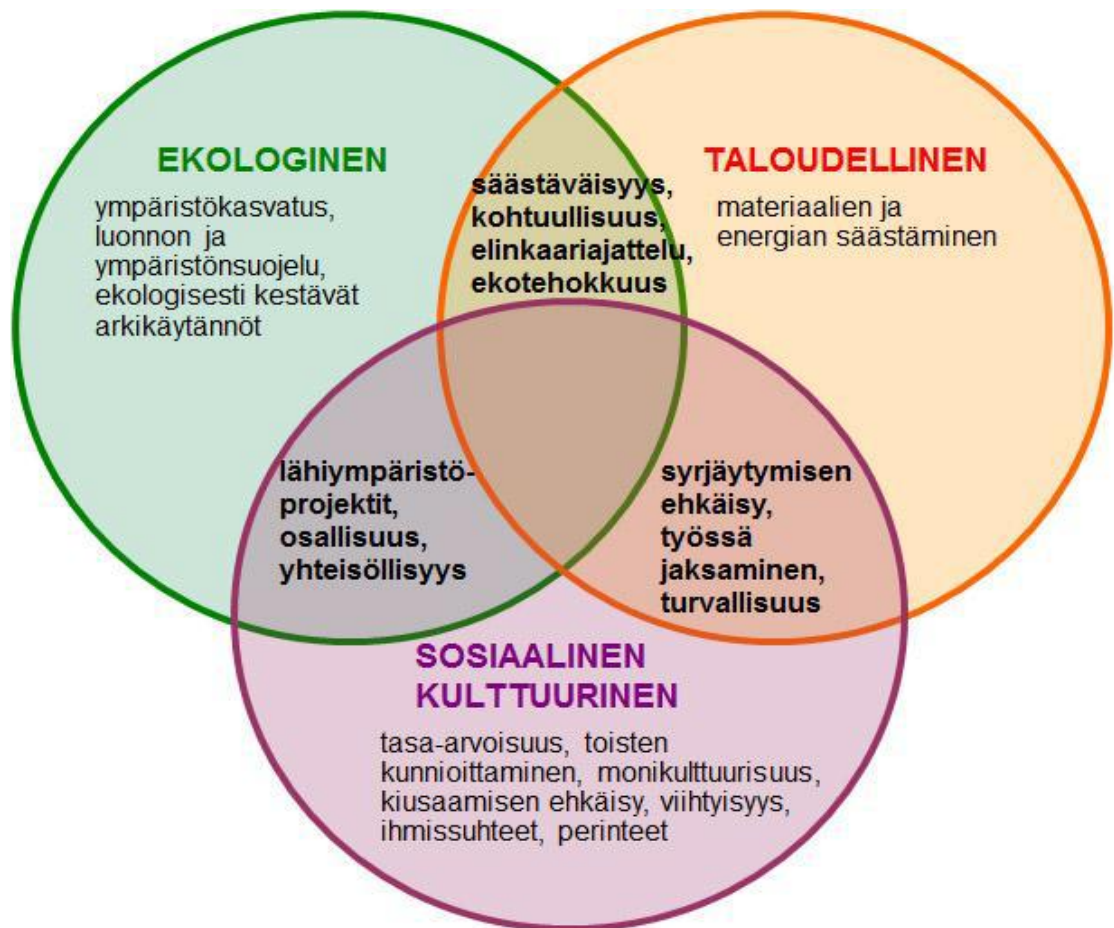 EKOLOGINEN
ympäristökasvatus,
luonnon ja
ympäristönsuojelu,
ekologisesti kestävät
arkikäytännöt
säästäväisyys,
kohtuullisuus,
elinkaariajattelu,
ekotehokkuus
TALOUDELLINEN
materiaalien ja
energian säästäminen
lähiympäristö-
projektit,
osallisuus,
yhteisöllisyys
syrjäytymisen
ehkäisy,
työssä
jaksaminen,
turvallisuus
SOSIAALINEN
KULTTUURINEN
tasa-arvoisuus, toisten
kunnioittaminen, monikulttuurisuus,
kiusaamisen ehkäisy, viihtyisyys,
ihmissuhteet, perinteet